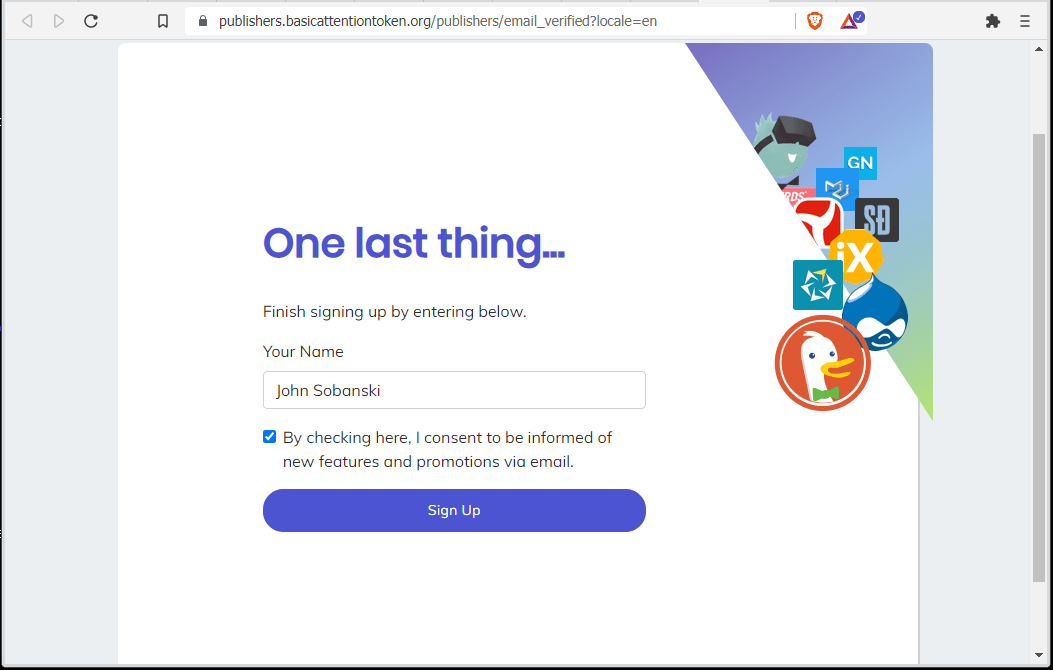 publishers.basicattentiontoken.org/publishers/email_verified?locale=en
GN
RDS
SD
iX
One last thing...
Finish signing up by entering below.
Your Name
John Sobanski
By checking here, I consent to be informed of
new features and promotions via email.
Sign Up